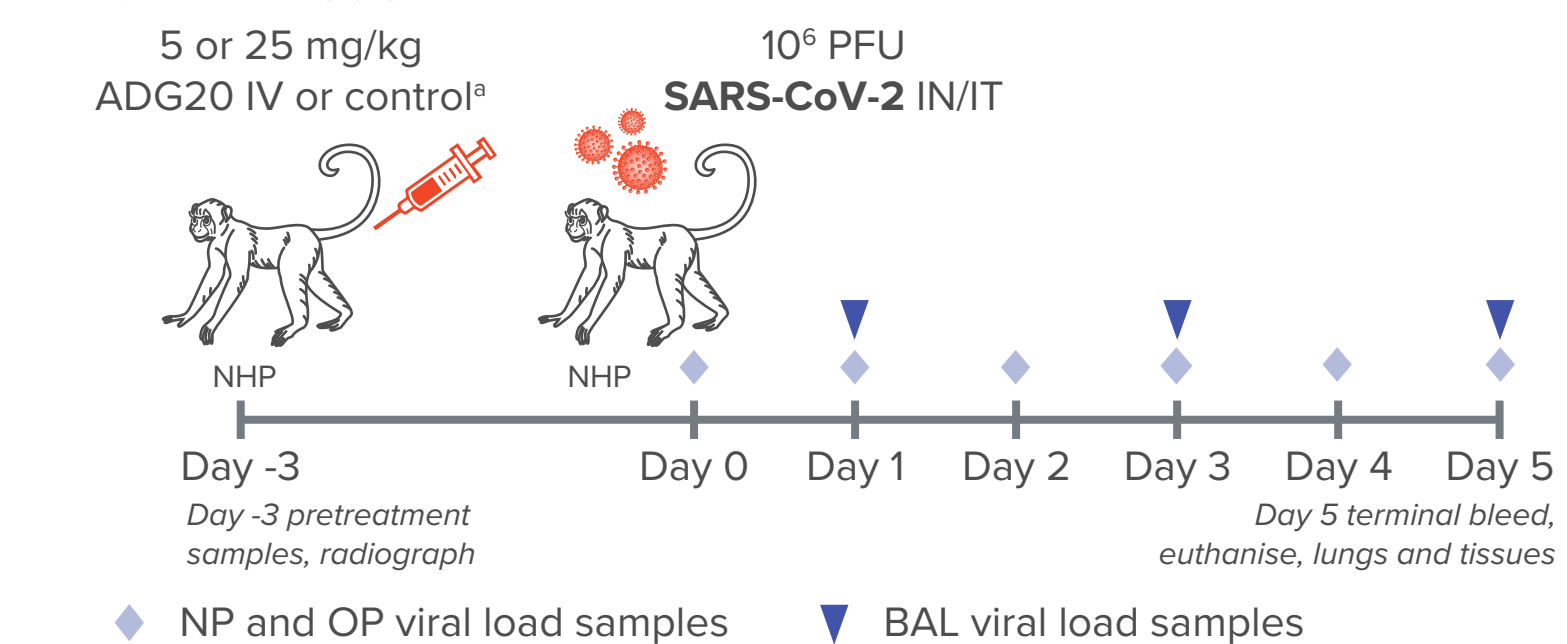 5 or 25 mg/kg
ADG20 IV or controlᵃ
10⁶ PFU
SARS-CoV-2 IN/IT
NHP
NHP
Day -3
Day 0
Day 1
Day 2
Day 3
Day 4
Day 5
Day -3 pretreatment
samples, radiograph
Day 5 terminal bleed,
euthanise, lungs and tissues
NP and OP viral load samples
BAL viral load samples